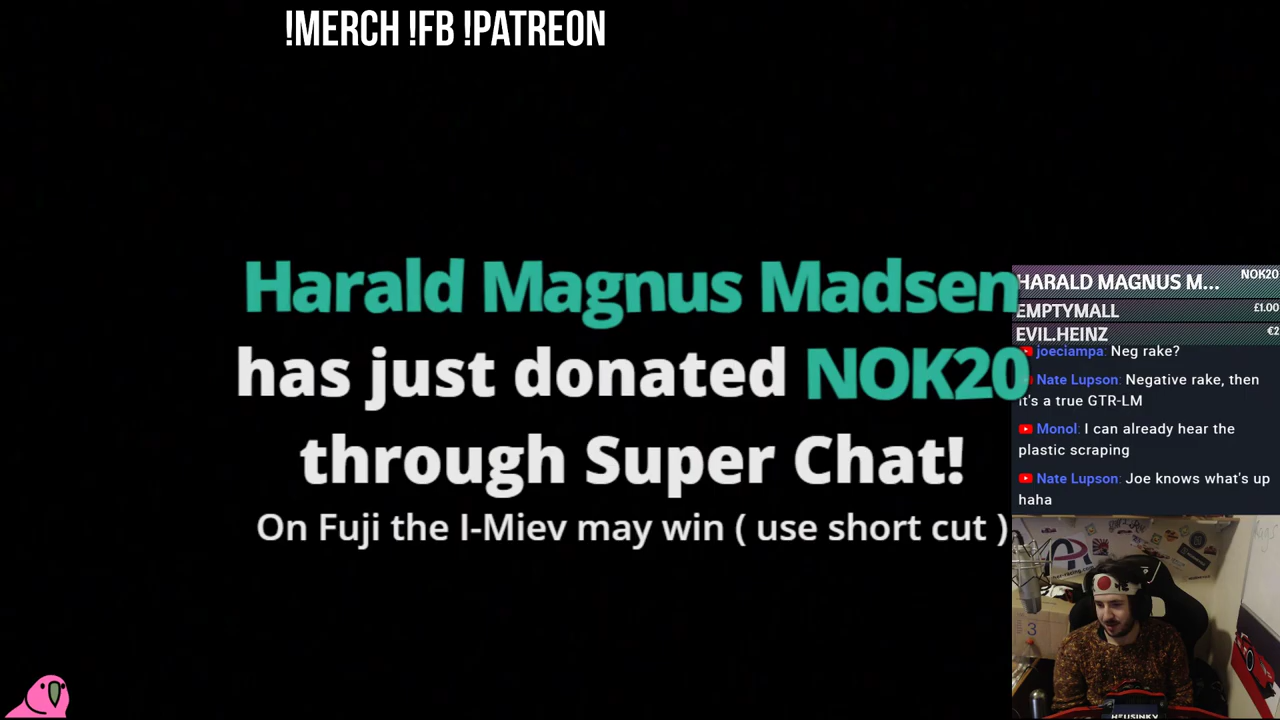 !MERCH !FB !PATREON
Harald Magnus Madsen
has just donated NOK20
through Super Chat!
On Fuji the I-Miev may win ( use short cut )
HARALD MAGNUS M... NOK20
EMPTYMALL £1.00
EVIL.HEINZ €2
joeciampa: Neg rake?
Nate Lupson: Negative rake, then
it's a true GTR-LM
Monol: I can already hear the
plastic scraping
Nate Lupson: Joe knows what's up
haha
HEUSINKV